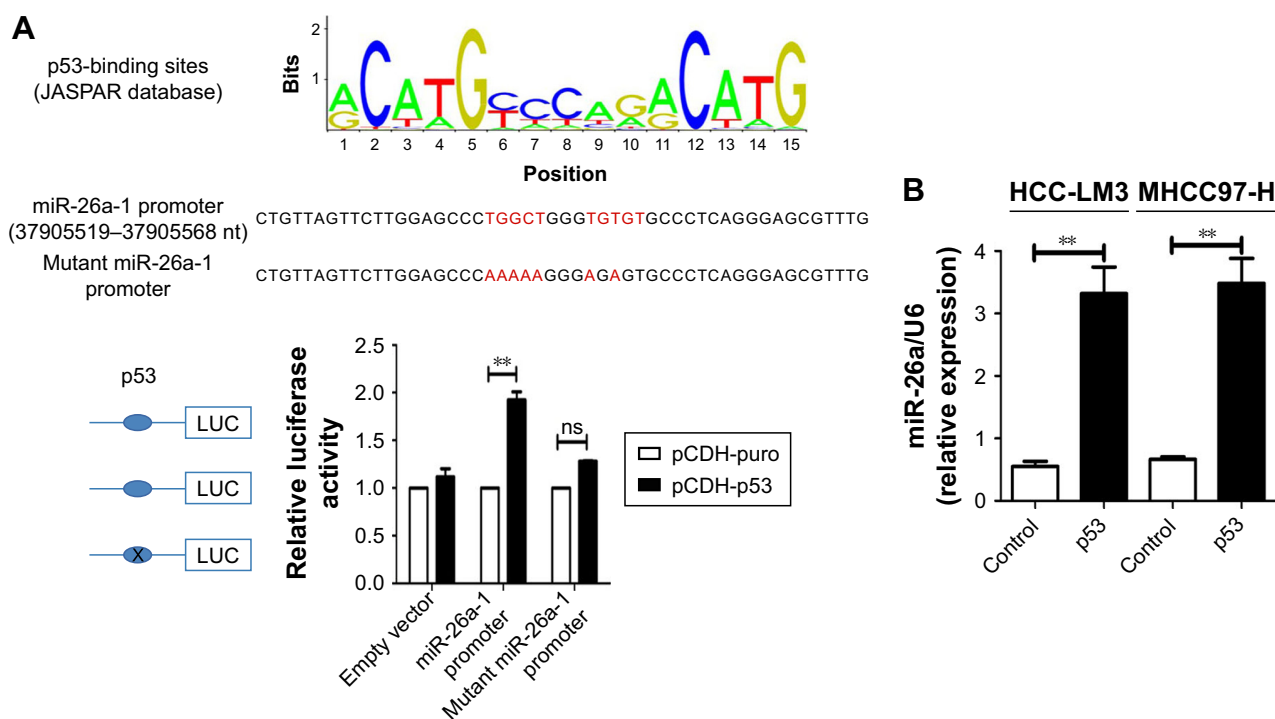 A
p53-binding sites
(JASPAR database)
Bits
2
1
1 2 3 4 5 6 7 8 9 10 11 12 13 14 15
Position
miR-26a-1 promoter
(37905519–37905568 nt)
CTGTTAGTTCTTGGAGCCCTGGCTGGGTGTGTGCCCTCAGGGAGCGTTTG
Mutant miR-26a-1
promoter
CTGTTAGTTCTTGGAGCCCAAAAAGGGAGAGTGCCCTCAGGGAGCGTTTG
p53
LUC
LUC
X
LUC
Relative luciferase
activity
2.5
2.0
1.5
1.0
0.5
0.0
**
ns
Empty vector
miR-26a-1
promoter
Mutant miR-26a-1
promoter
pCDH-puro
pCDH-p53
B
HCC-LM3 MHCC97-H
miR-26a/U6
(relative expression)
4
3
2
1
0
**
**
Control
p53
Control
p53